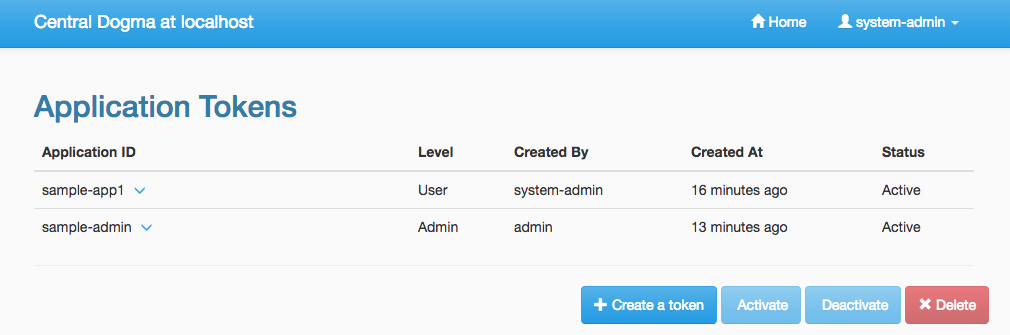 Central Dogma at localhost Home system-admin
Application Tokens
Application ID Level Created By Created At Status
sample-app1 User system-admin 16 minutes ago Active
sample-admin Admin admin 13 minutes ago Active
Create a token Activate Deactivate Delete